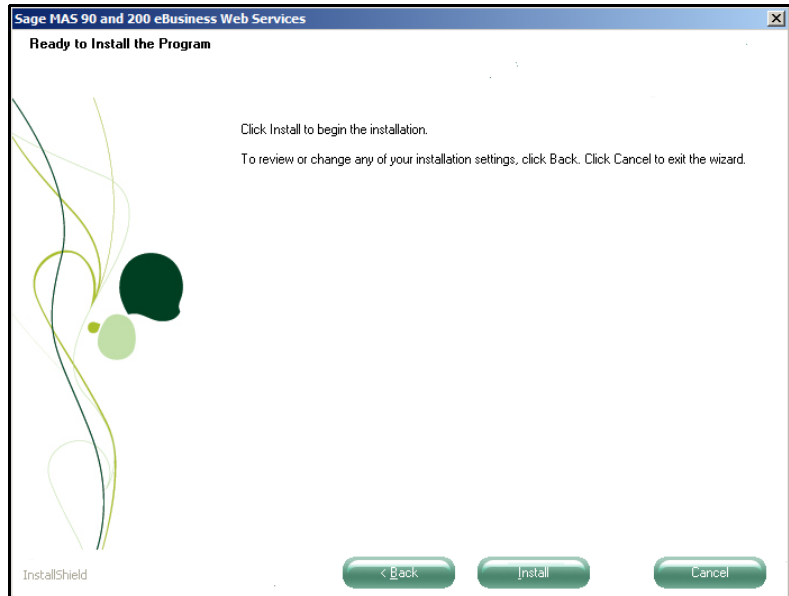 Sage MAS 90 and 200 eBusiness Web Services
Ready to Install the Program
Click Install to begin the installation.
To review or change any of your installation settings, click Back. Click Cancel to exit the wizard.
InstallShield
< Back
Install
Cancel